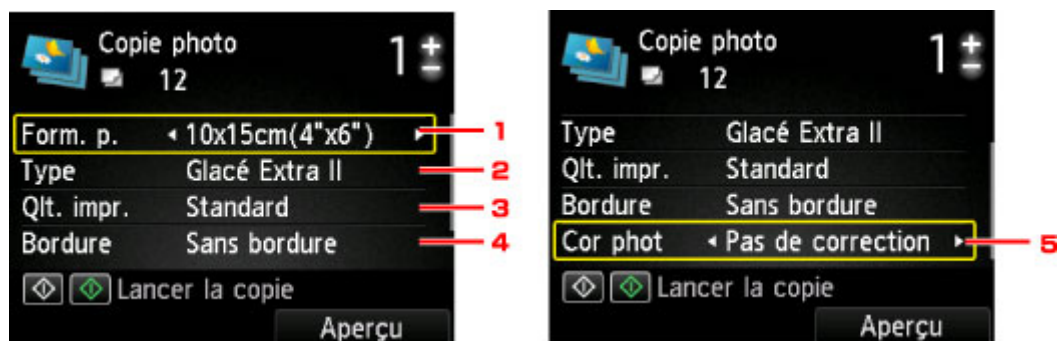 Copie photo
12
1
Form. p. 10x15cm(4"x6") 1
Type Glacé Extra II 2
Qlt. impr. Standard 3
Bordure Sans bordure 4
Lancer la copie
Aperçu
Copie photo
12
1
Type Glacé Extra II
Qlt. impr. Standard
Bordure Sans bordure
Cor phot Pas de correction 5
Lancer la copie
Aperçu